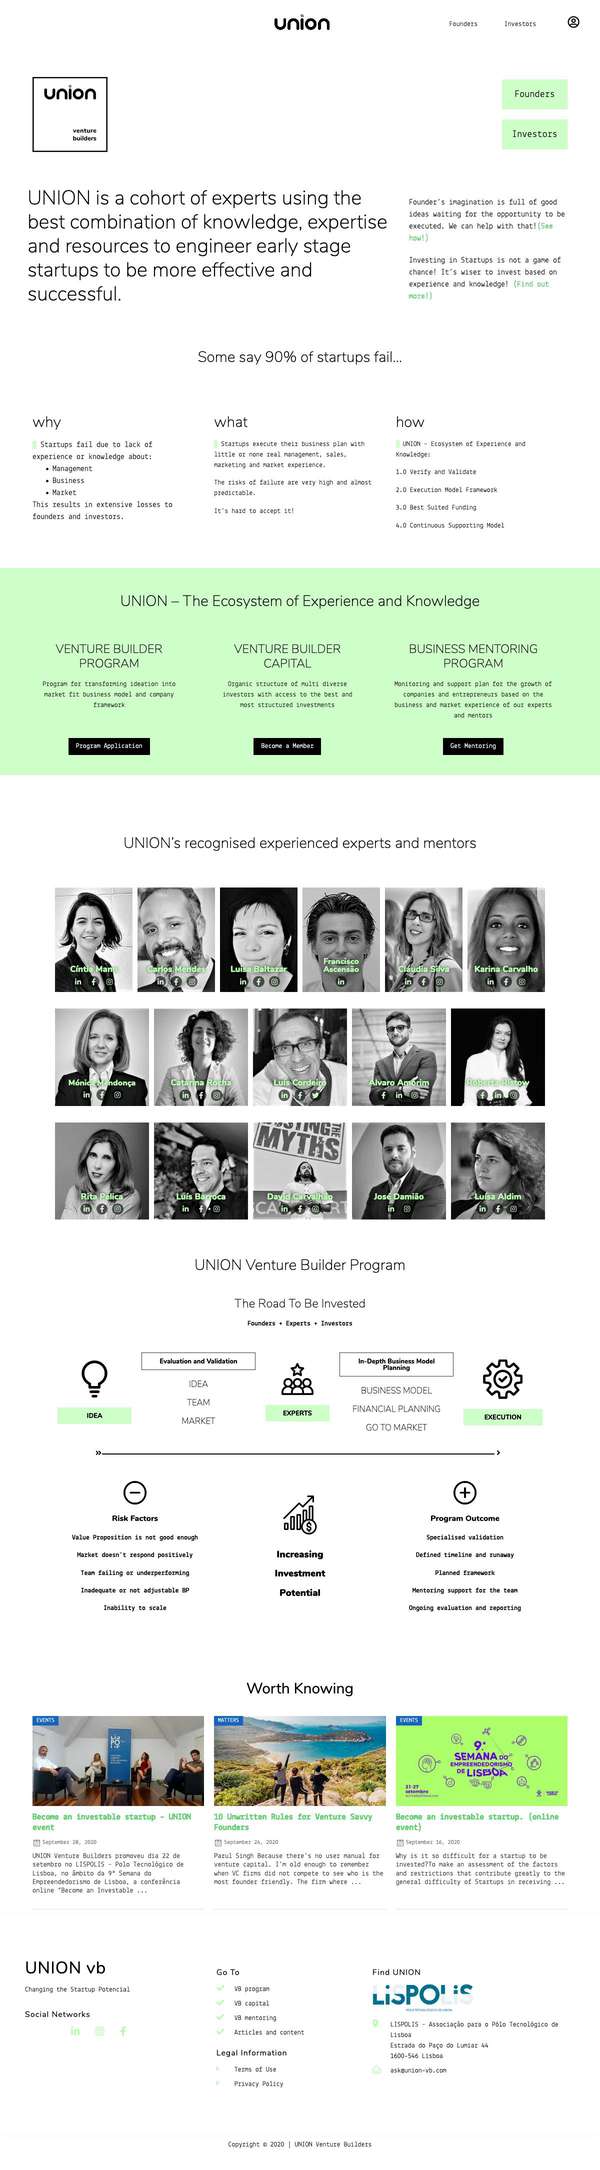 union
Founders
Investors
union
venture
builders
Founders
Investors
UNION is a cohort of experts using the
best combination of knowledge, expertise
and resources to engineer early stage
startups to be more effective and
successful.
Founder's imagination is full of good
ideas waiting for the opportunity to be
executed. We can help with that!(See
how!)
Investing in Startups is not a game of
chance! It's wiser to invest based on
experience and knowledge! (Find out
more!)
Some say 90% of startups fail...
why
Startups fail due to lack of
experience or knowledge about:
• Management
• Business
• Market
This results in extensive losses to
founders and investors.
what
Startups execute their business plan with
little or none real management, sales,
marketing and market experience.
The risks of failure are very high and almost
predictable.
It's hard to accept it!
how
UNION - Ecosystem of Experience and
Knowledge:
1.0 Verify and Validate
2.0 Execution Model Framework
3.0 Best Suited Funding
4.0 Continuous Supporting Model
UNION – The Ecosystem of Experience and Knowledge
VENTURE BUILDER
PROGRAM
Program for transforming ideation into
market fit business model and company
framework
Program Application
VENTURE BUILDER
CAPITAL
Organic structure of multi diverse
investors with access to the best and
most structured investments
Become a Member
BUSINESS MENTORING
PROGRAM
Monitoring and support plan for the growth of
companies and entrepreneurs based on the
business and market experience of our experts
and mentors
Get Mentoring
UNION's recognised experienced experts and mentors
Carlos Mendes
Luísa Baltazar
Francisco
Ascensão
Cláudia Silva
Karina Carvalho
Mónica Mendonça
Catarina Rocha
Luís Cordeiro
Álvaro Amorim
Roberta Ristow
Rita Pelica
Luís Barroca
MYTHS
David Carvalhão
José Damião
Luísa Aldim
UNION Venture Builder Program
The Road To Be Invested
Founders + Experts + Investors
IDEA
Evaluation and Validation
IDEA
TEAM
MARKET
EXPERTS
In-Depth Business Model
Planning
BUSINESS MODEL
FINANCIAL PLANNING
GO TO MARKET
EXECUTION
Risk Factors
Value Proposition is not good enough
Market doesn't respond positively
Team failing or underperforming
Inadequate or not adjustable BP
Inability to scale
Increasing
Investment
Potential
Program Outcome
Specialised validation
Defined timeline and runaway
Planned framework
Mentoring support for the team
Ongoing evaluation and reporting
Worth Knowing
EVENTS
Become an investable startup – UNION
event
September 28, 2020
UNION Venture Builders promoveu dia 22 de
setembro no LISPOLIS - Polo Tecnológico de
Lisboa, no âmbito da 9ª Semana do
Empreendedorismo de Lisboa, a conferência
online "Become an Investable ...
MATTERS
10 Unwritten Rules for Venture Savvy
Founders
September 24, 2020
Parul Singh Because there's no user manual for
venture capital. I'm old enough to remember
when VC firms did not compete to see who is the
most founder friendly. The firm where ...
EVENTS
9.ª
SEMANA DO
EMPREENDEDORISMO
DE LISBOA
21-27
setembro
Become an investable startup. (online
event)
September 16, 2020
Why is it so difficult for a startup to be
invested?To make an assessment of the factors
and restrictions that contribute greatly to the
general difficulty of Startups in receiving ...
UNION vb
Changing the Startup Potencial
Social Networks
Go To
VB program
VB capital
VB mentoring
Articles and content
Legal Information
Terms of Use
Privacy Policy
Find UNION
LISPOLIS
LISPOLIS - Associação para o Pólo Tecnológico de
Lisboa
Estrada do Paço do Lumiar 44
1600-546 Lisboa
ask@union-vb.com
Copyright © 2020 | UNION Venture Builders